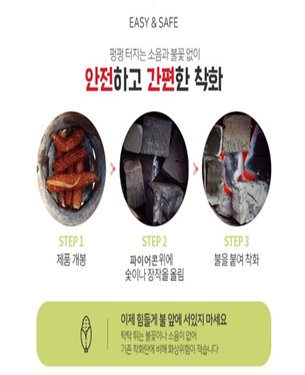 EASY & SAFE
펑펑 터지는 소음과 불꽃 없이
안전하고 간편한 착화
STEP 1
제품 개봉
STEP 2
파이어콘 위에
숯이나 장작을 올림
STEP 3
불을 붙여 착화
이제 힘들게 불 앞에 서있지 마세요
탁탁 튀는 불꽃이나 소음이 없어
기존 착화탄에 비해 화상위험이 적습니다